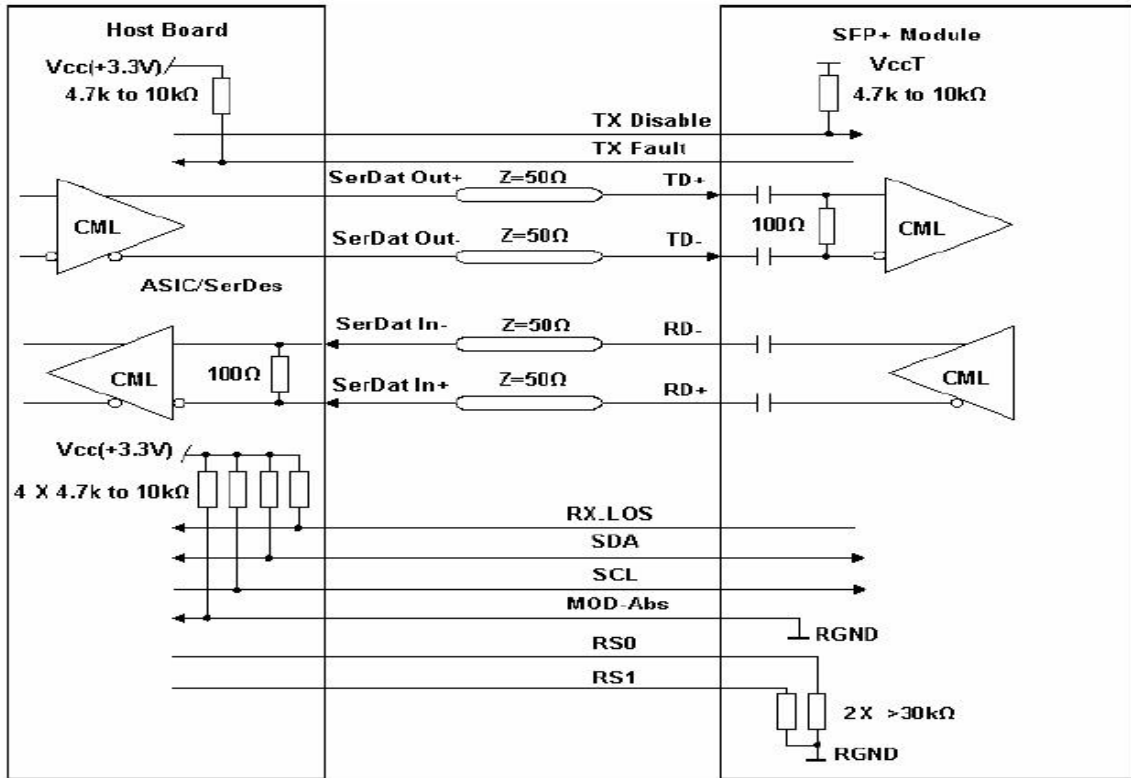 Host Board
SFP+ Module
Vcc(+3.3V)
VccT
4.7k to 10kΩ
4.7k to 10kΩ
TX Disable
TX Fault
SerDat Out+
Z=50Ω
TD+
CML
100Ω
CML
SerDat Out-
Z=50Ω
TD-
ASIC/SerDes
SerDat In-
Z=50Ω
RD-
CML
100Ω
CML
SerDat In+
Z=50Ω
RD+
Vcc(+3.3V)
4 X 4.7k to 10kΩ
RX_LOS
SDA
SCL
MOD-Abs
RGND
RS0
RS1
2X >30kΩ
RGND